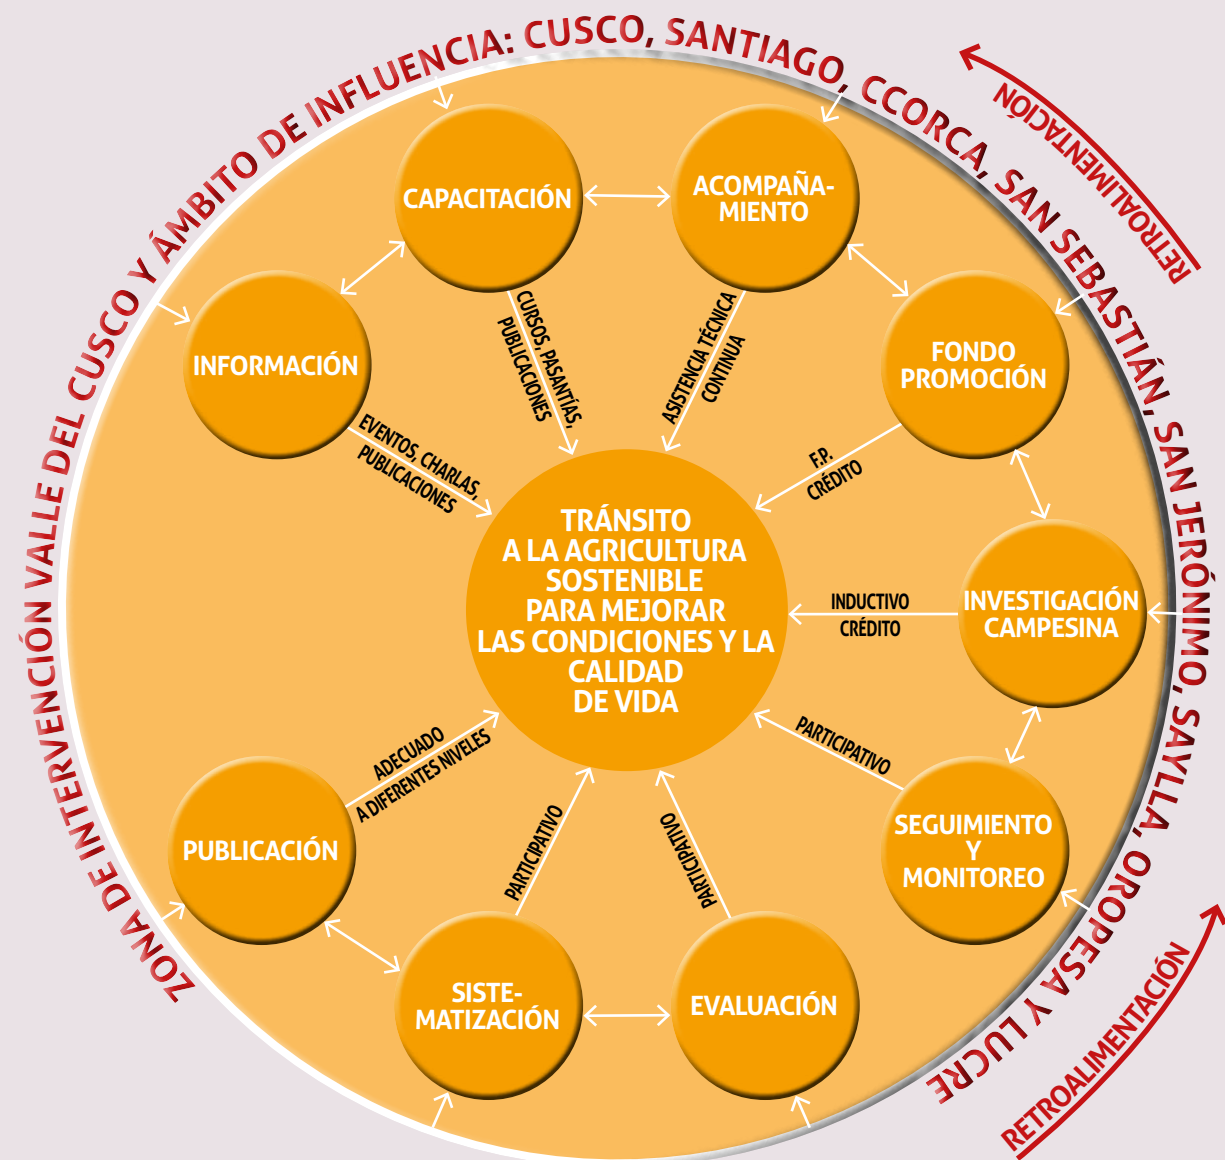 ZONA DE INTERVENCIÓN VALLE DEL CUSCO Y ÁMBITO DE INFLUENCIA: CUSCO, SANTIAGO, CCORCA, SAN SEBASTIÁN, SAN JERÓNIMO, SAYLLA, OROPESA Y LUCRE
RETROALIMENTACIÓN
CAPACITACIÓN
ACOMPAÑA-
MIENTO
INFORMACIÓN
FONDO
PROMOCIÓN
CURSOS, PASANTÍAS,
PUBLICACIONES
ASISTENCIA TÉCNICA
CONTINUA
EVENTOS, CHARLAS,
PUBLICACIONES
F.P.
CRÉDITO
TRÁNSITO
A LA AGRICULTURA
SOSTENIBLE
PARA MEJORAR
LAS CONDICIONES Y LA
CALIDAD
DE VIDA
INDUCTIVO
CRÉDITO
INVESTIGACIÓN
CAMPESINA
PARTICIPATIVO
SEGUIMIENTO
Y
MONITOREO
ADECUADO
A DIFERENTES NIVELES
PUBLICACIÓN
PARTICIPATIVO
PARTICIPATIVO
SISTE-
MATIZACIÓN
EVALUACIÓN
RETROALIMENTACIÓN